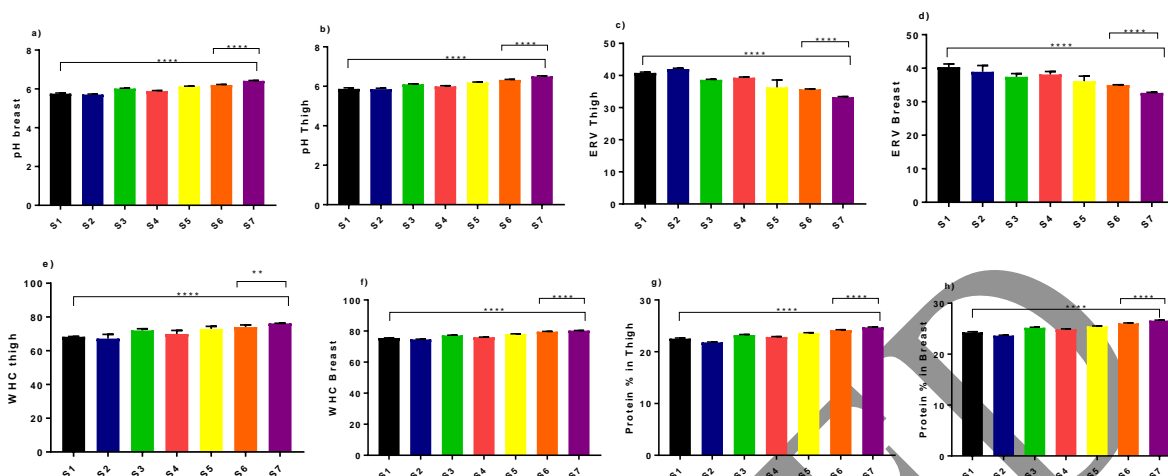 a)
****
****
8
6
4
2
0
pH breast
S1 S2 S3 S4 S5 S6 S7
b)
****
****
8
6
4
2
0
pH Thigh
S1 S2 S3 S4 S5 S6 S7
c)
****
****
50
40
30
20
10
0
ERV Thigh
S1 S2 S3 S4 S5 S6 S7
d)
****
****
50
40
30
20
10
0
ERV Breast
S1 S2 S3 S4 S5 S6 S7
e)
**
****
100
80
60
40
20
0
WHC thigh
S1 S2 S3 S4 S5 S6 S7
f)
****
****
100
80
60
40
20
0
WHC Breast
S1 S2 S3 S4 S5 S6 S7
g)
****
****
30
20
10
0
Protein % in Thigh
S1 S2 S3 S4 S5 S6 S7
h)
****
****
30
20
10
0
Protein % in Breast
S1 S2 S3 S4 S5 S6 S7